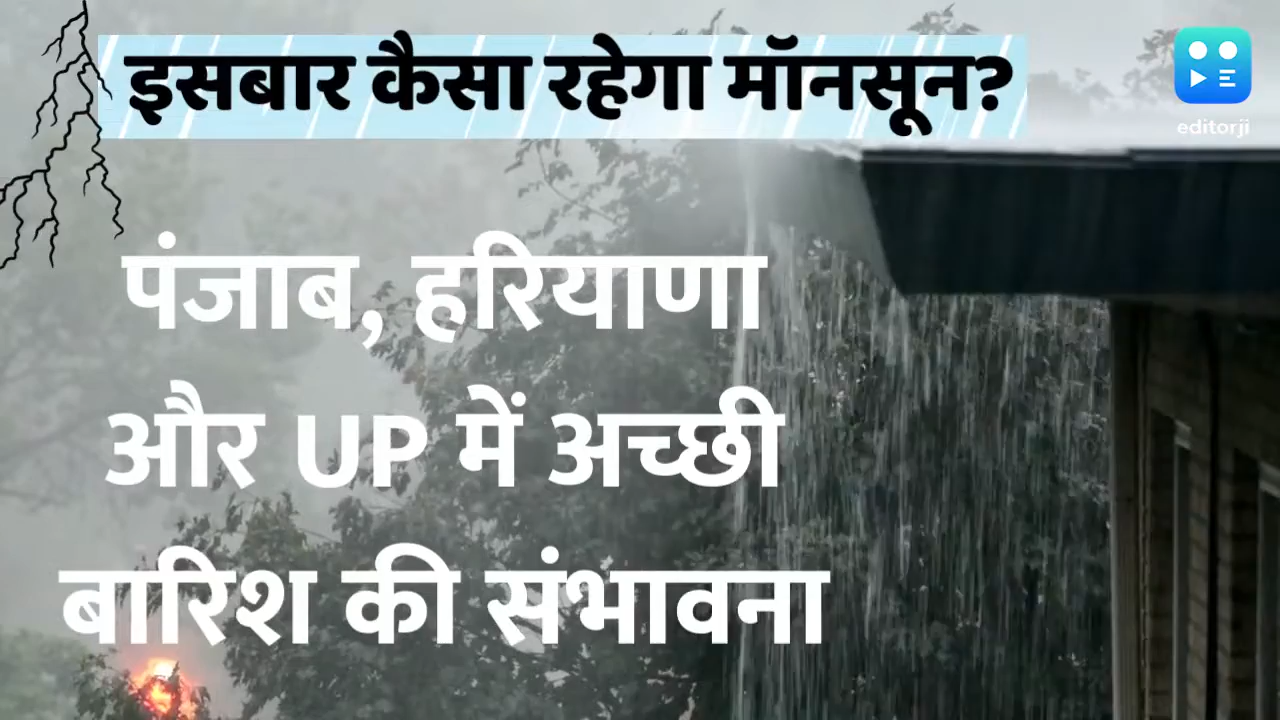 इसबार कैसा रहेगा मॉनसून?
editorji
पंजाब, हरियाणा
और UP में अच्छी
बारिश की संभावना